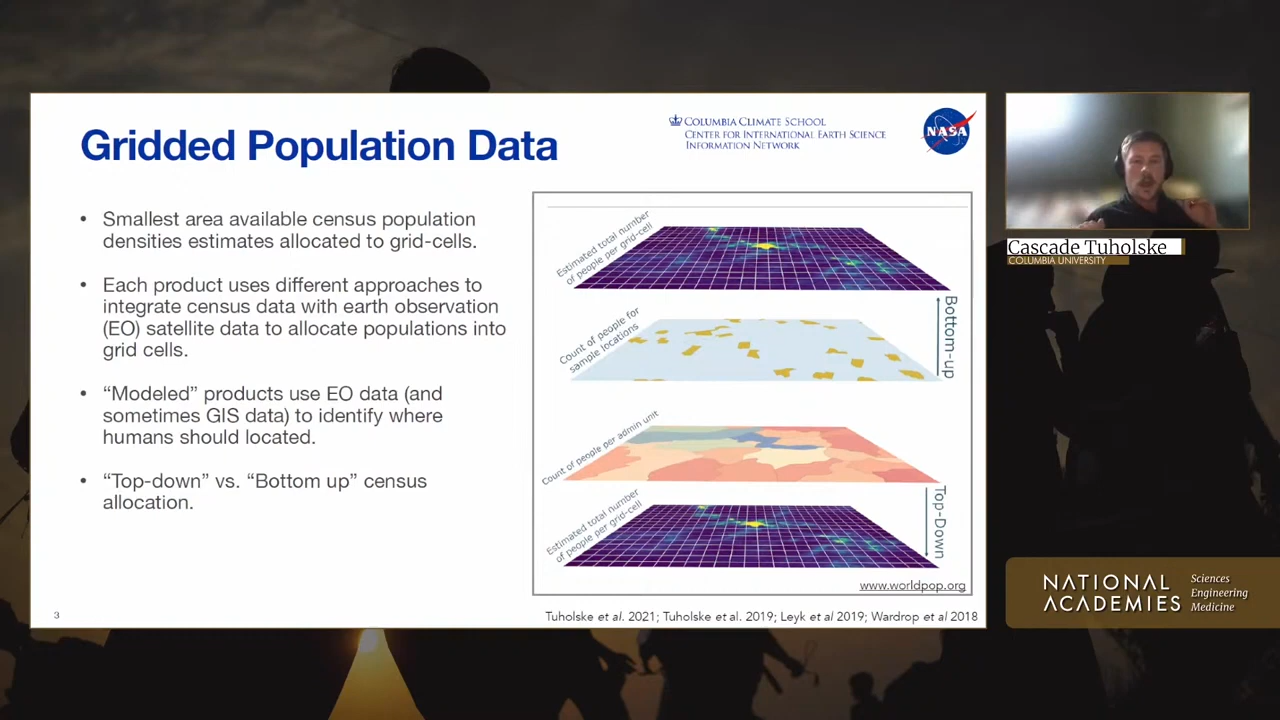 Gridded Population Data
COLUMBIA CLIMATE SCHOOL
CENTER FOR INTERNATIONAL EARTH SCIENCE
INFORMATION NETWORK
NASA
• Smallest area available census population
densities estimates allocated to grid-cells.
• Each product uses different approaches to
integrate census data with earth observation
(EO) satellite data to allocate populations into
grid cells.
• “Modeled” products use EO data (and
sometimes GIS data) to identify where
humans should located.
• “Top-down” vs. “Bottom up” census
allocation.
Estimated total number
of people per grid-cell
Bottom-up
Count of people for
sample locations
Count of people per admin unit
Top-Down
Estimated total number
of people per grid-cell
www.worldpop.org
3
Tuholske et al. 2021; Tuholske et al. 2019; Leyk et al 2019; Wardrop et al 2018
Cascade Tuholske
COLUMBIA UNIVERSITY
NATIONAL
ACADEMIES
Sciences
Engineering
Medicine